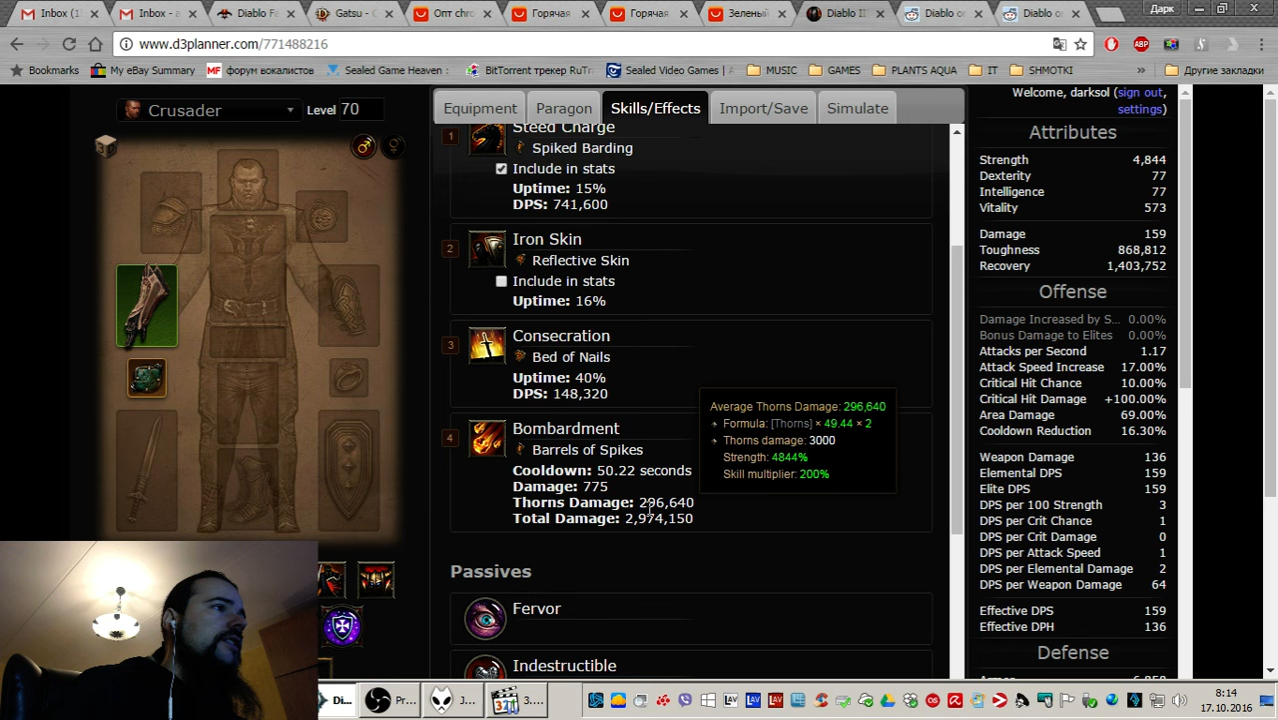 Inbox (1
Inbox - a
Diablo Fa
Gatsu - C
Опт chro
Горячая
Горячая
Зеленый
Diablo II
Diablo o
Diablo o
Дарк
www.d3planner.com/771488216
Bookmarks
My eBay Summary
форум вокалистов
Sealed Game Heaven :
BitTorrent трекер RuTr
Sealed Video Games |
MUSIC
GAMES
PLANTS AQUA
IT
SHMOTKI
Другие закладки
Crusader
Level 70
Equipment
Paragon
Skills/Effects
Import/Save
Simulate
1
Steed Charge
Spiked Barding
Include in stats
Uptime: 15%
DPS: 741,600
2
Iron Skin
Reflective Skin
Include in stats
Uptime: 16%
3
Consecration
Bed of Nails
Uptime: 40%
DPS: 148,320
4
Bombardment
Barrels of Spikes
Cooldown: 50.22 seconds
Damage: 775
Thorns Damage: 296,640
Total Damage: 2,974,150
Average Thorns Damage: 296,640
Formula: [Thorns] × 49.44 × 2
Thorns damage: 3000
Strength: 4844%
Skill multiplier: 200%
Passives
Fervor
Indestructible
Welcome, darksol (sign out,
settings)
Attributes
Strength 4,844
Dexterity 77
Intelligence 77
Vitality 573
Damage 159
Toughness 868,812
Recovery 1,403,752
Offense
Damage Increased by S... 0.00%
Bonus Damage to Elites 0.00%
Attacks per Second 1.17
Attack Speed Increase 17.00%
Critical Hit Chance 10.00%
Critical Hit Damage +100.00%
Area Damage 69.00%
Cooldown Reduction 16.30%
Weapon Damage 136
Elemental DPS 159
Elite DPS 159
DPS per 100 Strength 3
DPS per Crit Chance 1
DPS per Crit Damage 0
DPS per Attack Speed 1
DPS per Elemental Damage 2
DPS per Weapon Damage 64
Effective DPS 159
Effective DPH 136
Defense
Di...
Pr...
J...
3....
8:14
17.10.2016